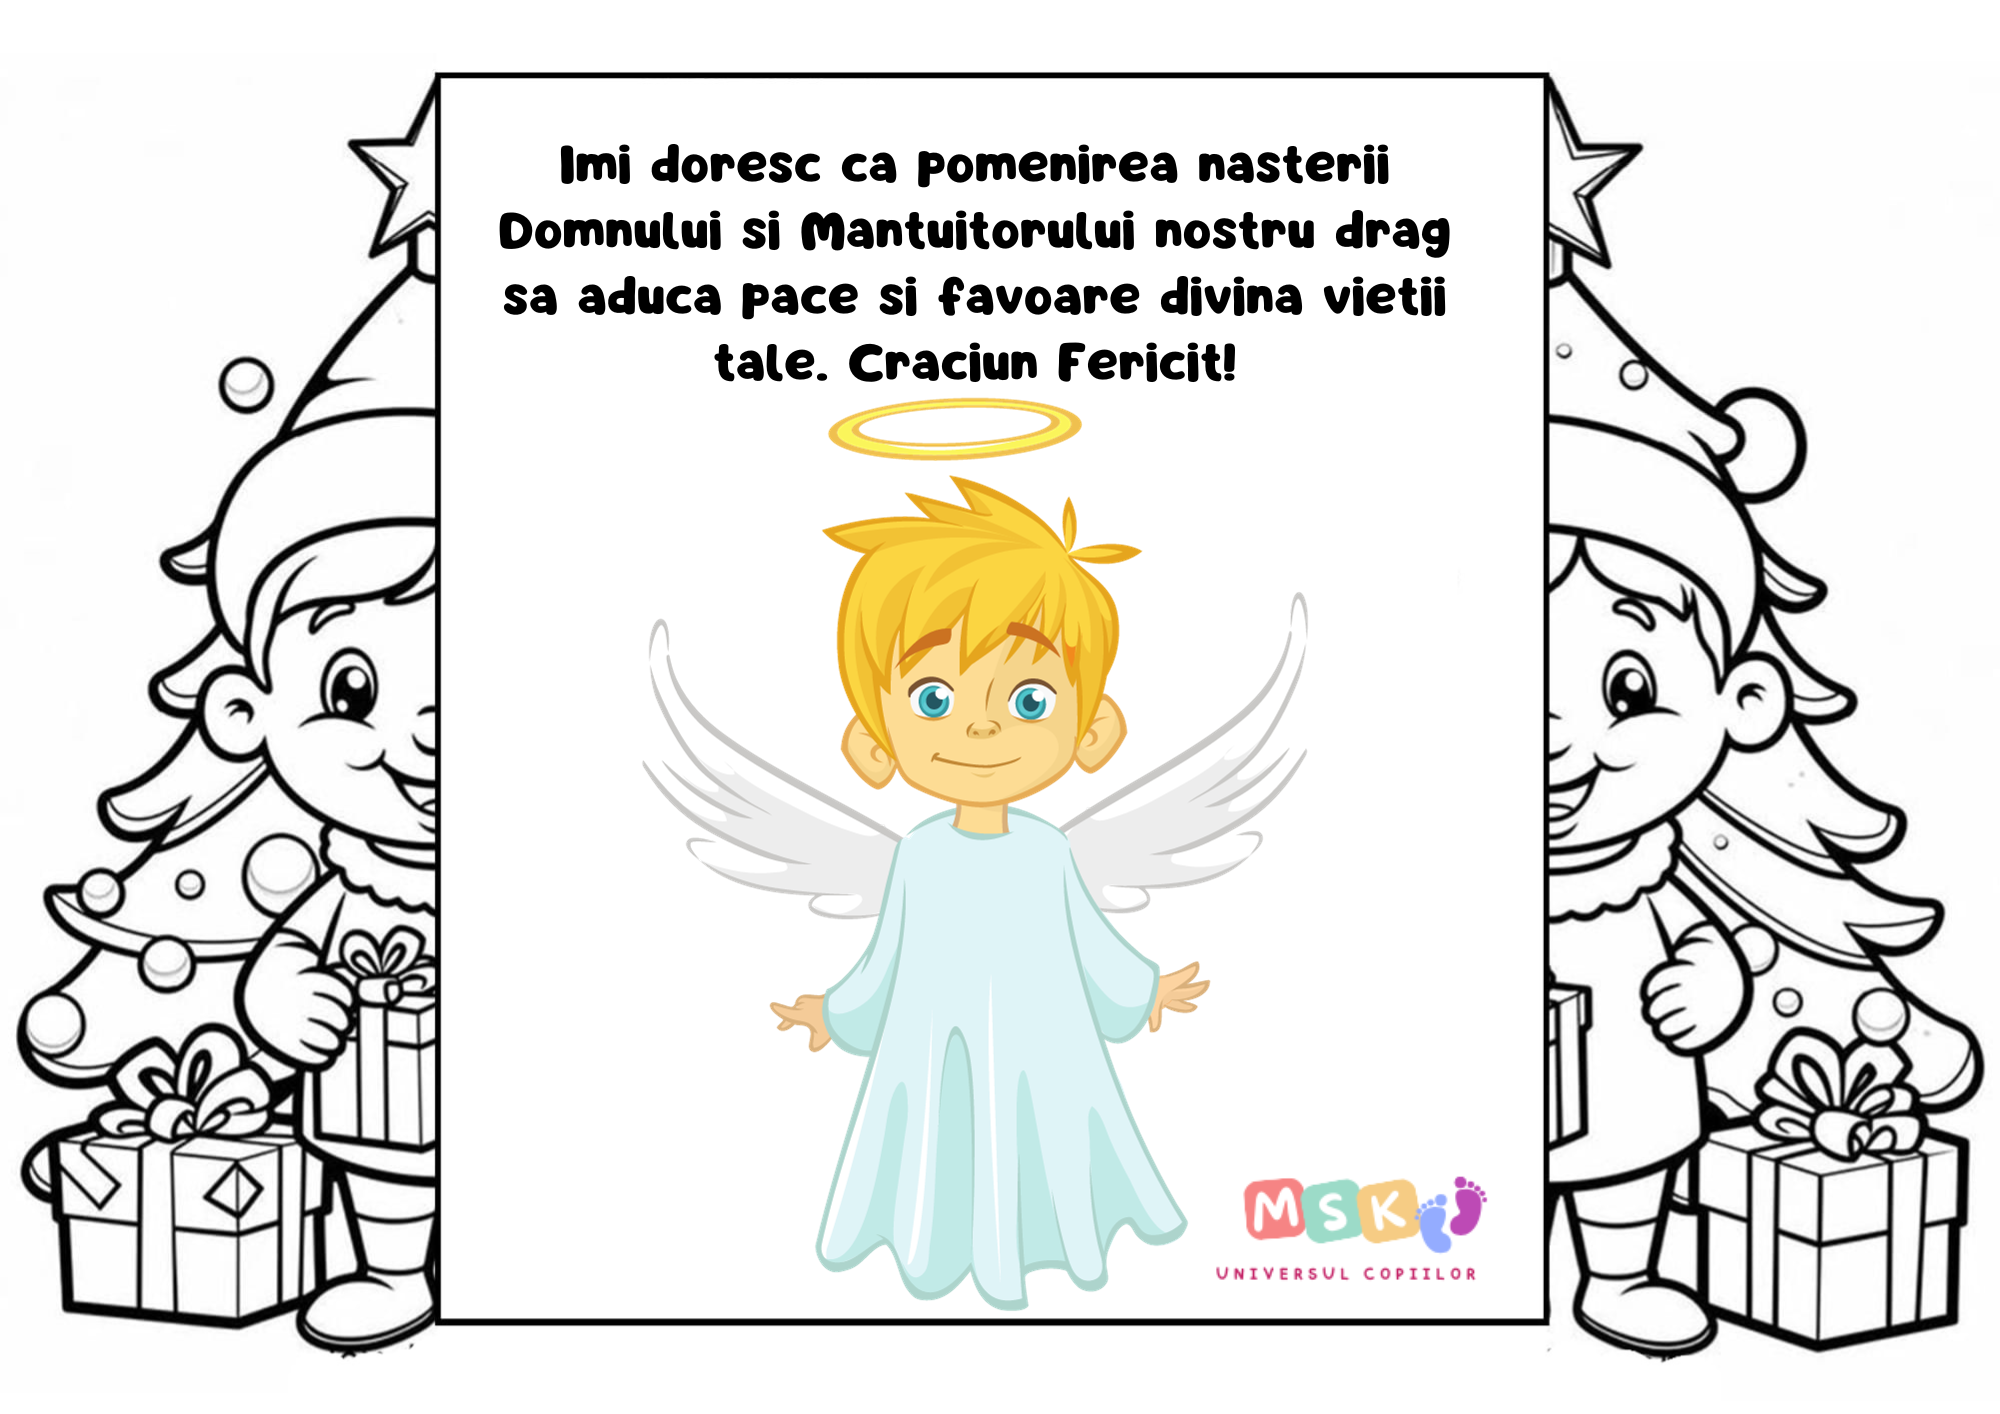 Imi doresc ca pomenirea nasterii
Domnului si Mantuitorului nostru drag
sa aduca pace si favoare divina vietii
tale. Craciun Fericit!
MSK
UNIVERSUL COPIILOR